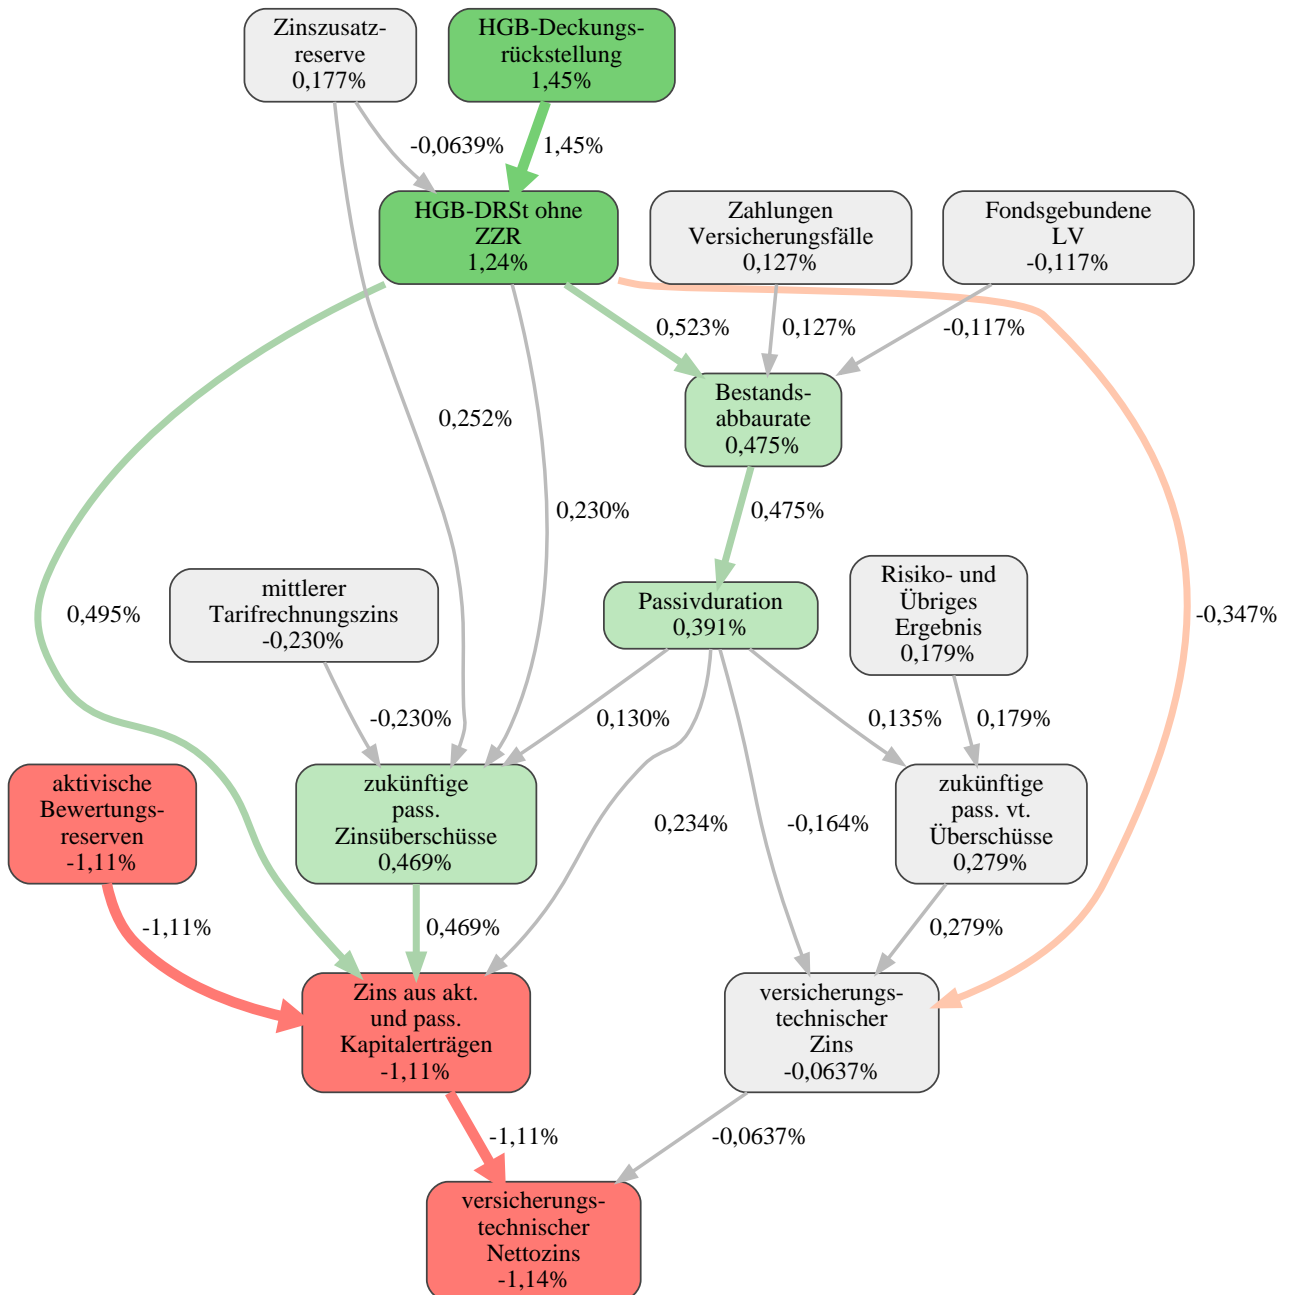 Zinszusatz-
reserve
0,177%
HGB-Deckungs-
rückstellung
1,45%
-0,0639%
1,45%
HGB-DRSt ohne
ZZR
1,24%
Zahlungen
Versicherungsfälle
0,127%
Fondsgebundene
LV
-0,117%
0,523%
0,127%
-0,117%
Bestands-
abbaurate
0,475%
0,252%
0,230%
0,475%
mittlerer
Tarifrechnungszins
-0,230%
Passivduration
0,391%
Risiko- und
Übriges
Ergebnis
0,179%
0,495%
-0,347%
-0,230%
0,130%
0,135%
0,179%
aktivische
Bewertungs-
reserven
-1,11%
zukünftige
pass.
Zinsüberschüsse
0,469%
0,234%
-0,164%
zukünftige
pass. vt.
Überschüsse
0,279%
-1,11%
0,469%
0,279%
Zins aus akt.
und pass.
Kapitalerträgen
-1,11%
versicherungs-
technischer
Zins
-0,0637%
-1,11%
-0,0637%
versicherungs-
technischer
Nettozins
-1,14%